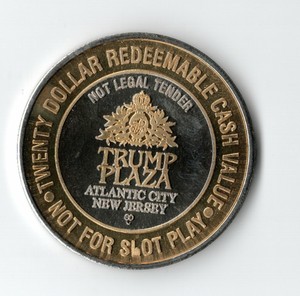 TWENTY DOLLAR REDEEMABLE CASH VALUE
NOT LEGAL TENDER
TRUMP
PLAZA
ATLANTIC CITY
NEW JERSEY
• NOT FOR SLOT PLAY •